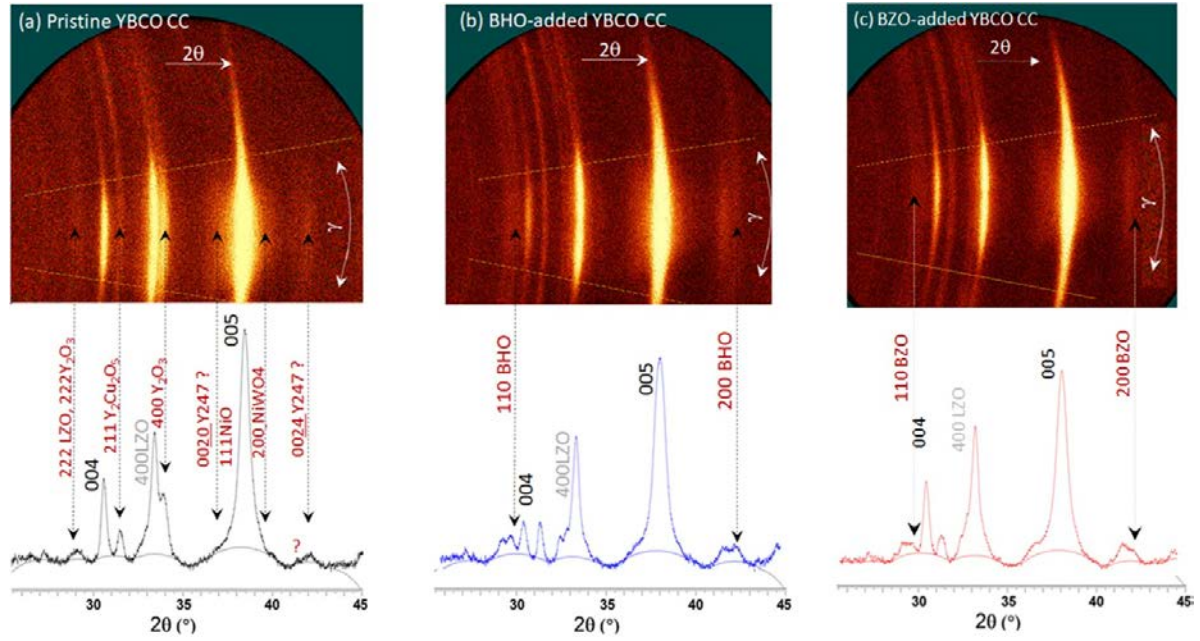 (a) Pristine YBCO CC
2θ
γ
222 LZO, 222Y2O3
004
211 Y2Cu2O5
400LZO
400 Y2O3
0020 Y247 ?
111NiO
005
200 NiWO4
0024 Y247 ?
?
30 35 40 45
2θ (°)
(b) BHO-added YBCO CC
2θ
γ
110 BHO
004
400LZO
005
200 BHO
30 35 40 45
2θ (°)
(c) BZO-added YBCO CC
2θ
γ
110 BZO
004
400 LZO
005
200 BZO
30 35 40 45
2θ (°)